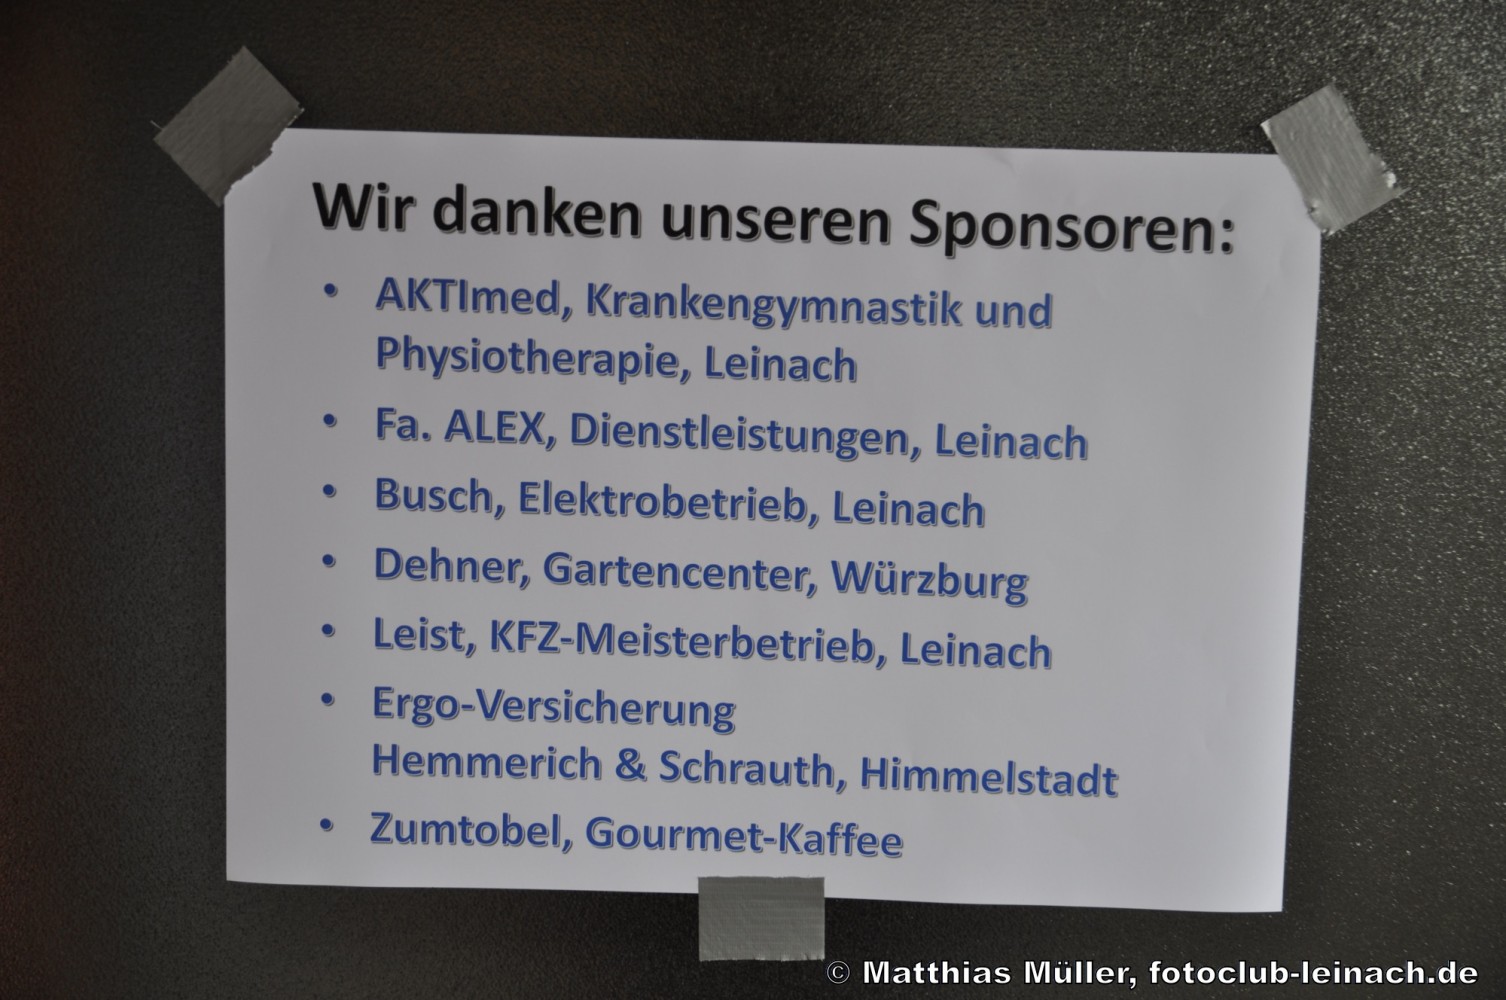 Wir danken unseren Sponsoren:
• AKTImed, Krankengymnastik und
Physiotherapie, Leinach
• Fa. ALEX, Dienstleistungen, Leinach
• Busch, Elektrobetrieb, Leinach
• Dehner, Gartencenter, Würzburg
• Leist, KFZ-Meisterbetrieb, Leinach
• Ergo-Versicherung
Hemmerich & Schrauth, Himmelstadt
• Zumtobel, Gourmet-Kaffee
© Matthias Müller, fotoclub-leinach.de